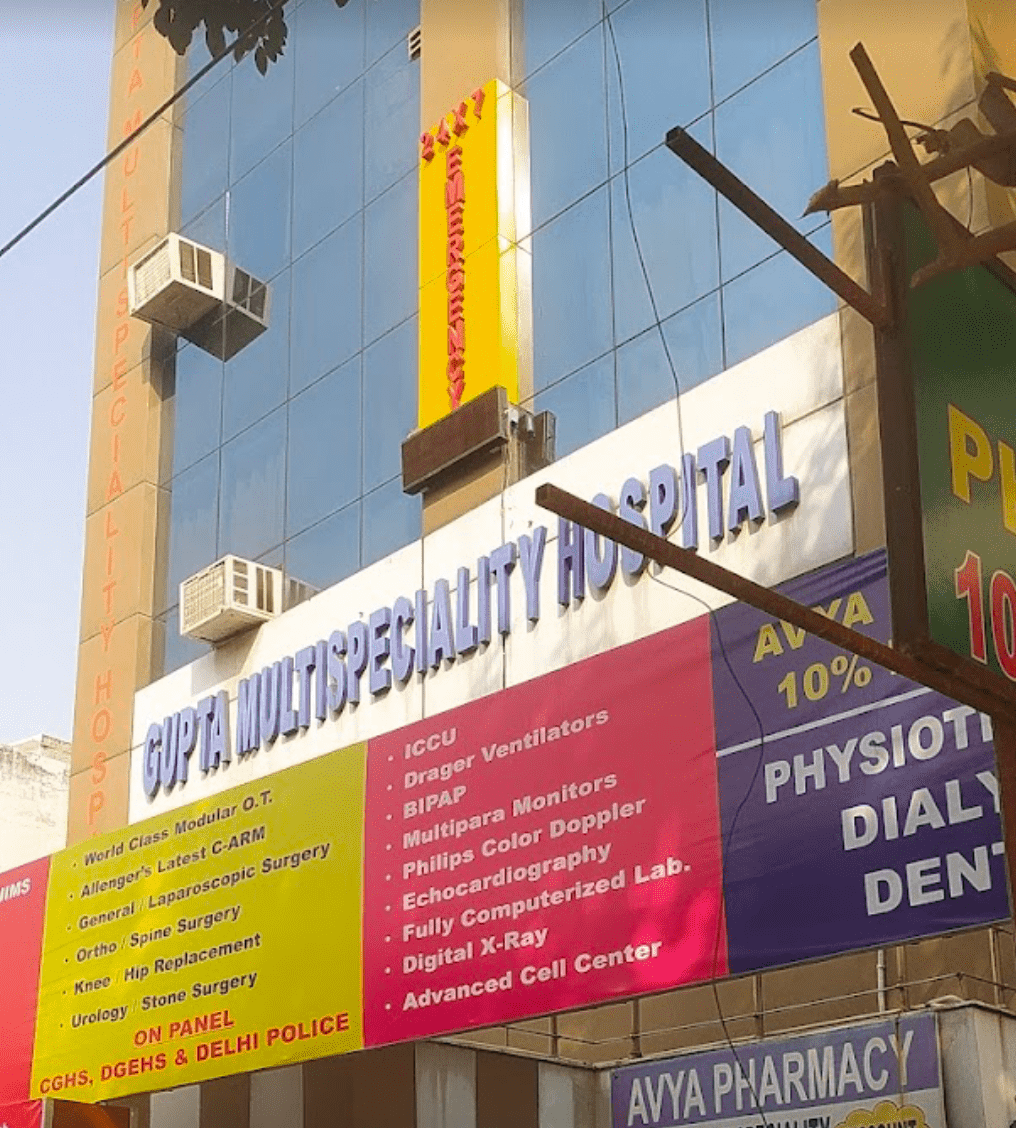 24X7
EMERGENCY
MULTISPECIALITY HOSP
GUPTA MULTISPECIALITY HOSPITAL
NIMS
· World Class Modular O.T.
· Allenger's Latest C-ARM
· General / Laparoscopic Surgery
· Ortho / Spine Surgery
· Knee / Hip Replacement
· Urology / Stone Surgery
ON PANEL
CGHS, DGEHS & DELHI POLICE
· ICCU
· Drager Ventilators
· BIPAP
· Multipara Monitors
· Philips Color Doppler
· Echocardiography
· Fully Computerized Lab.
· Digital X-Ray
· Advanced Cell Center
AVYA
10%
PHYSIOT
DIALY
DENT
10
AVYA PHARMACY